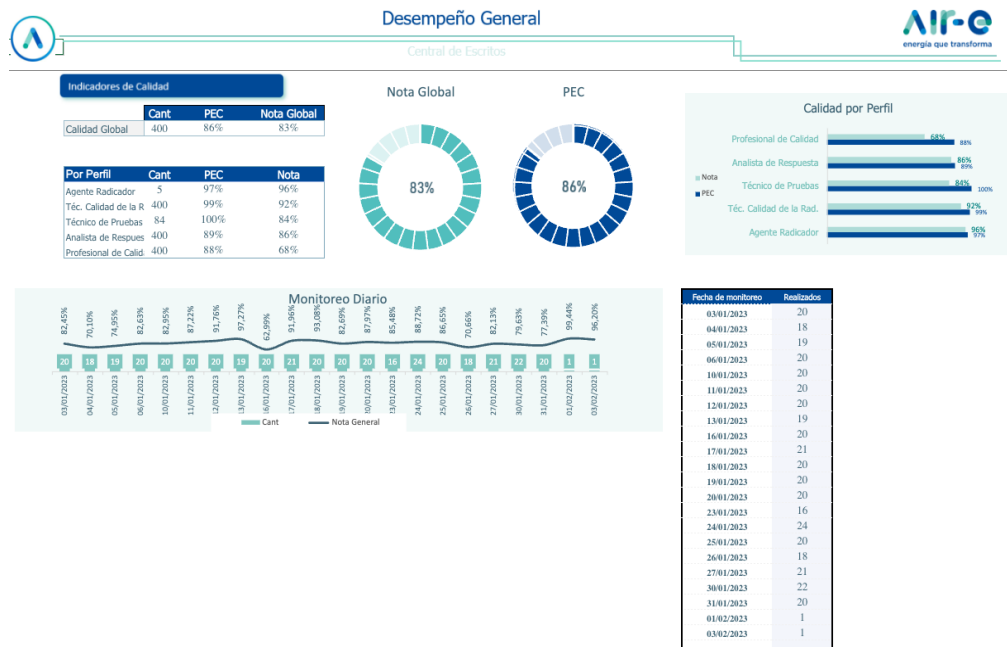 Desempeño General
Central de Escritos
AIr-e
energía que transforma
Indicadores de Calidad
Cant PEC Nota Global
Calidad Global 400 86% 83%
Por Perfil Cant PEC Nota
Agente Radicador 5 97% 96%
Téc. Calidad de la R 400 99% 92%
Técnico de Pruebas 84 100% 84%
Analista de Respues 400 89% 86%
Profesional de Calid 400 88% 68%
Nota Global
83%
PEC
86%
Calidad por Perfil
Profesional de Calidad 68% 88%
Analista de Respuesta 86% 89%
Técnico de Pruebas 84% 100%
Téc. Calidad de la Rad. 92% 99%
Agente Radicador 96% 97%
Nota
PEC
Monitoreo Diario
82,45% 70,10% 74,95% 82,63% 82,95% 87,22% 91,76% 97,27% 62,99% 91,96% 93,08% 82,69% 87,97% 85,48% 88,72% 86,65% 70,66% 82,13% 79,63% 77,39% 99,44% 96,20%
20 18 19 20 20 20 20 19 20 21 20 20 20 16 24 20 18 21 22 20 1 1
03/01/2023 04/01/2023 05/01/2023 06/01/2023 10/01/2023 11/01/2023 12/01/2023 13/01/2023 16/01/2023 17/01/2023 18/01/2023 19/01/2023 20/01/2023 23/01/2023 24/01/2023 25/01/2023 26/01/2023 27/01/2023 30/01/2023 31/01/2023 01/02/2023 03/02/2023
Cant Nota General
Fecha de monitoreo Realizados
03/01/2023 20
04/01/2023 18
05/01/2023 19
06/01/2023 20
10/01/2023 20
11/01/2023 20
12/01/2023 20
13/01/2023 19
16/01/2023 20
17/01/2023 21
18/01/2023 20
19/01/2023 20
20/01/2023 20
23/01/2023 16
24/01/2023 24
25/01/2023 20
26/01/2023 18
27/01/2023 21
30/01/2023 22
31/01/2023 20
01/02/2023 1
03/02/2023 1